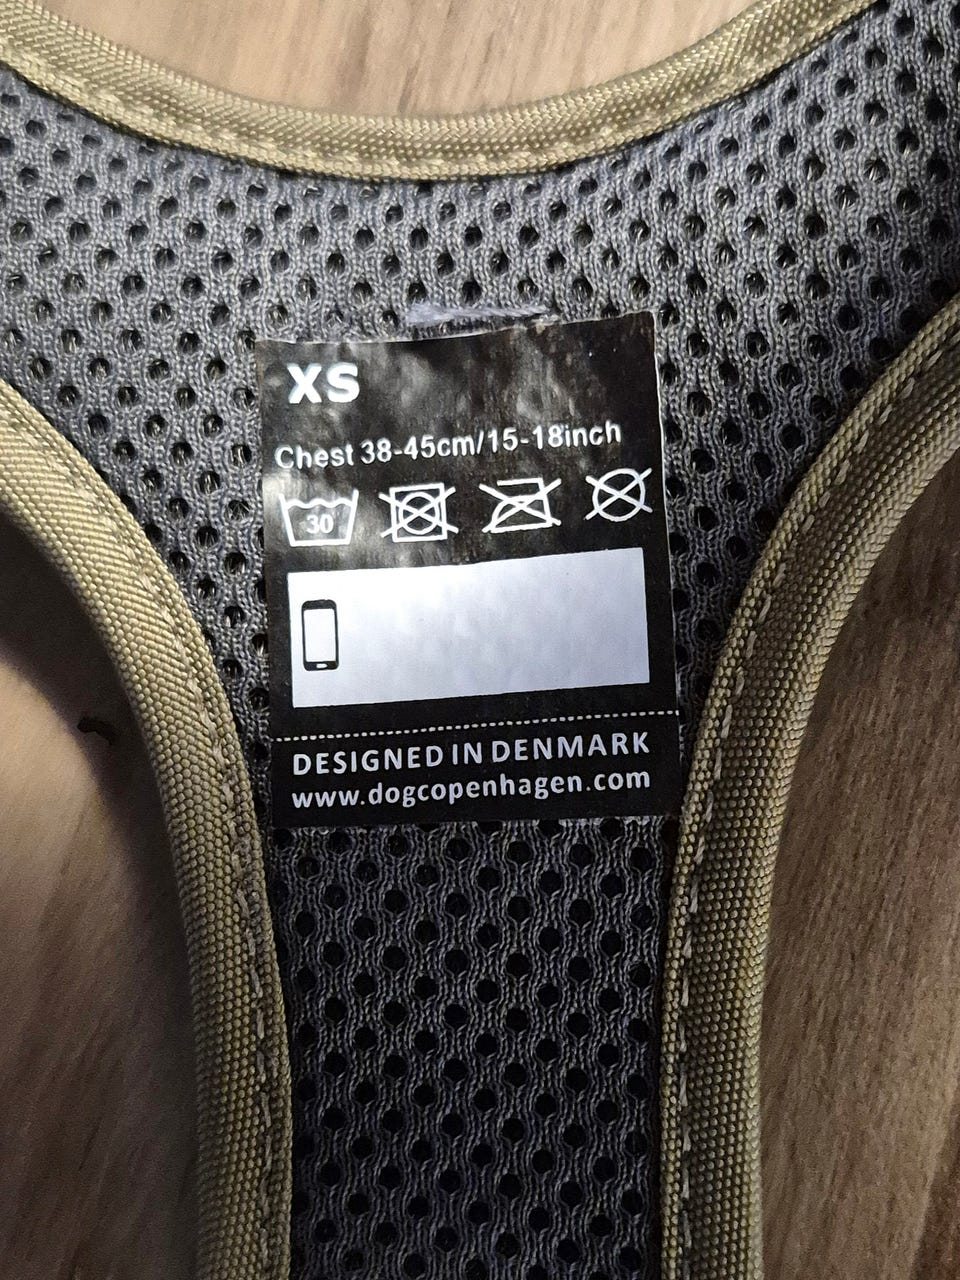 XS
Chest 38-45cm/15-18inch
30
DESIGNED IN DENMARK
www.dogcopenhagen.com